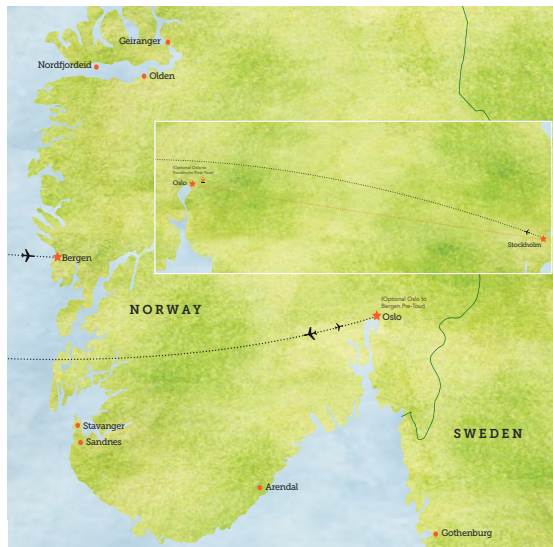 Geiranger
Nordfjordeid
Olden
(Optional Oslo to
Stockholm Pre-Tour)
Oslo
Stockholm
Bergen
NORWAY
(Optional Oslo to
Bergen Pre-Tour)
Oslo
Stavanger
Sandnes
SWEDEN
Arendal
Gothenburg